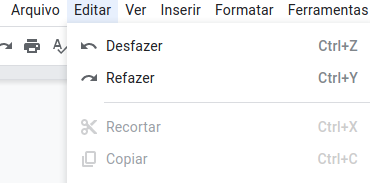 Arquivo Editar Ver Inserir Formatar Ferramentas
Desfazer Ctrl+Z
Refazer Ctrl+Y
Recortar Ctrl+X
Copiar Ctrl+C